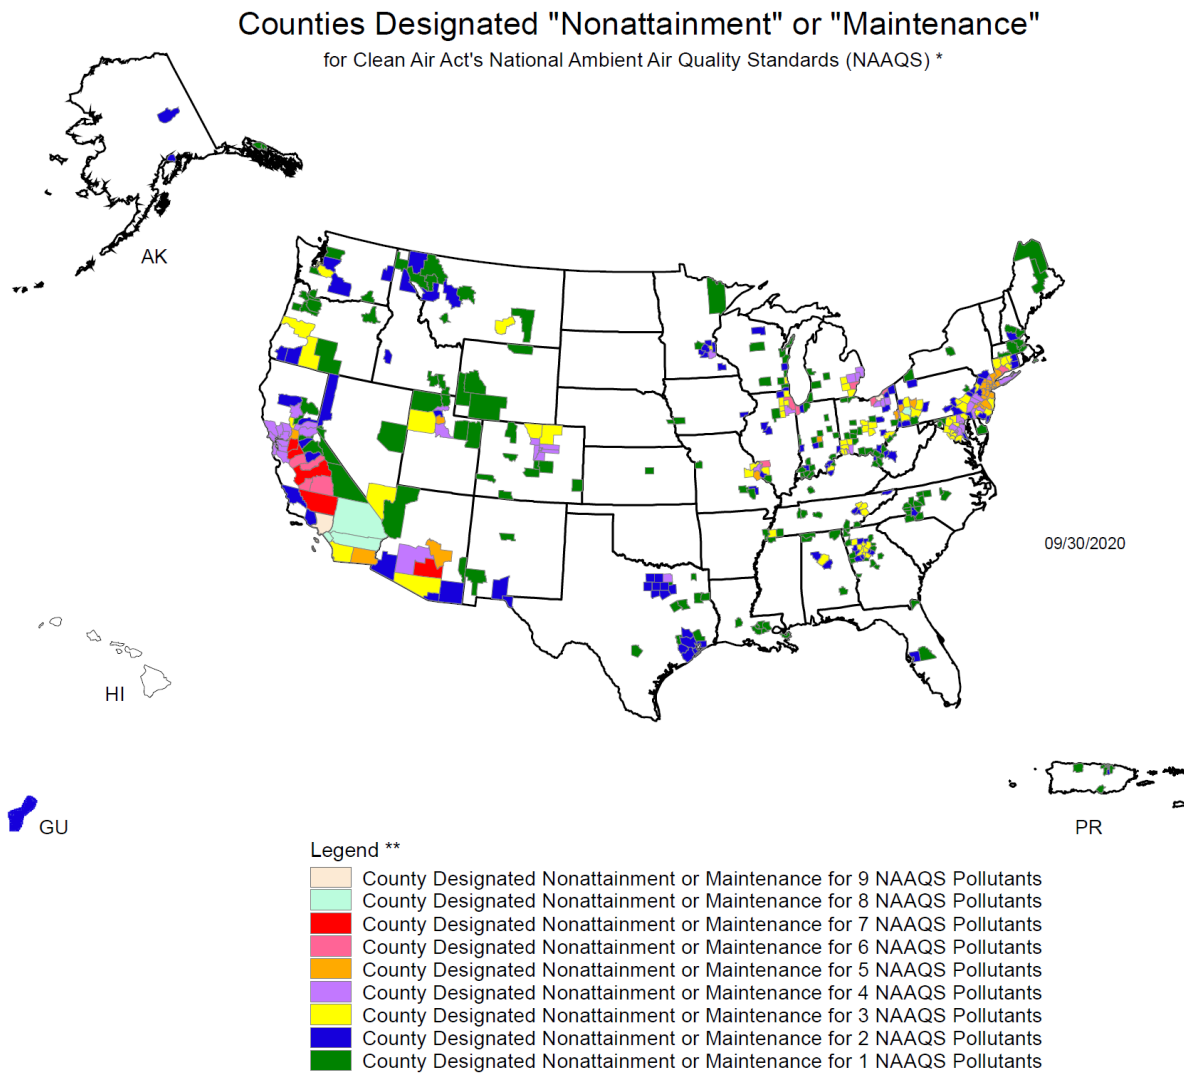 Counties Designated "Nonattainment" or "Maintenance"
for Clean Air Act's National Ambient Air Quality Standards (NAAQS) *
AK
09/30/2020
HI
GU
PR
Legend **
County Designated Nonattainment or Maintenance for 9 NAAQS Pollutants
County Designated Nonattainment or Maintenance for 8 NAAQS Pollutants
County Designated Nonattainment or Maintenance for 7 NAAQS Pollutants
County Designated Nonattainment or Maintenance for 6 NAAQS Pollutants
County Designated Nonattainment or Maintenance for 5 NAAQS Pollutants
County Designated Nonattainment or Maintenance for 4 NAAQS Pollutants
County Designated Nonattainment or Maintenance for 3 NAAQS Pollutants
County Designated Nonattainment or Maintenance for 2 NAAQS Pollutants
County Designated Nonattainment or Maintenance for 1 NAAQS Pollutants